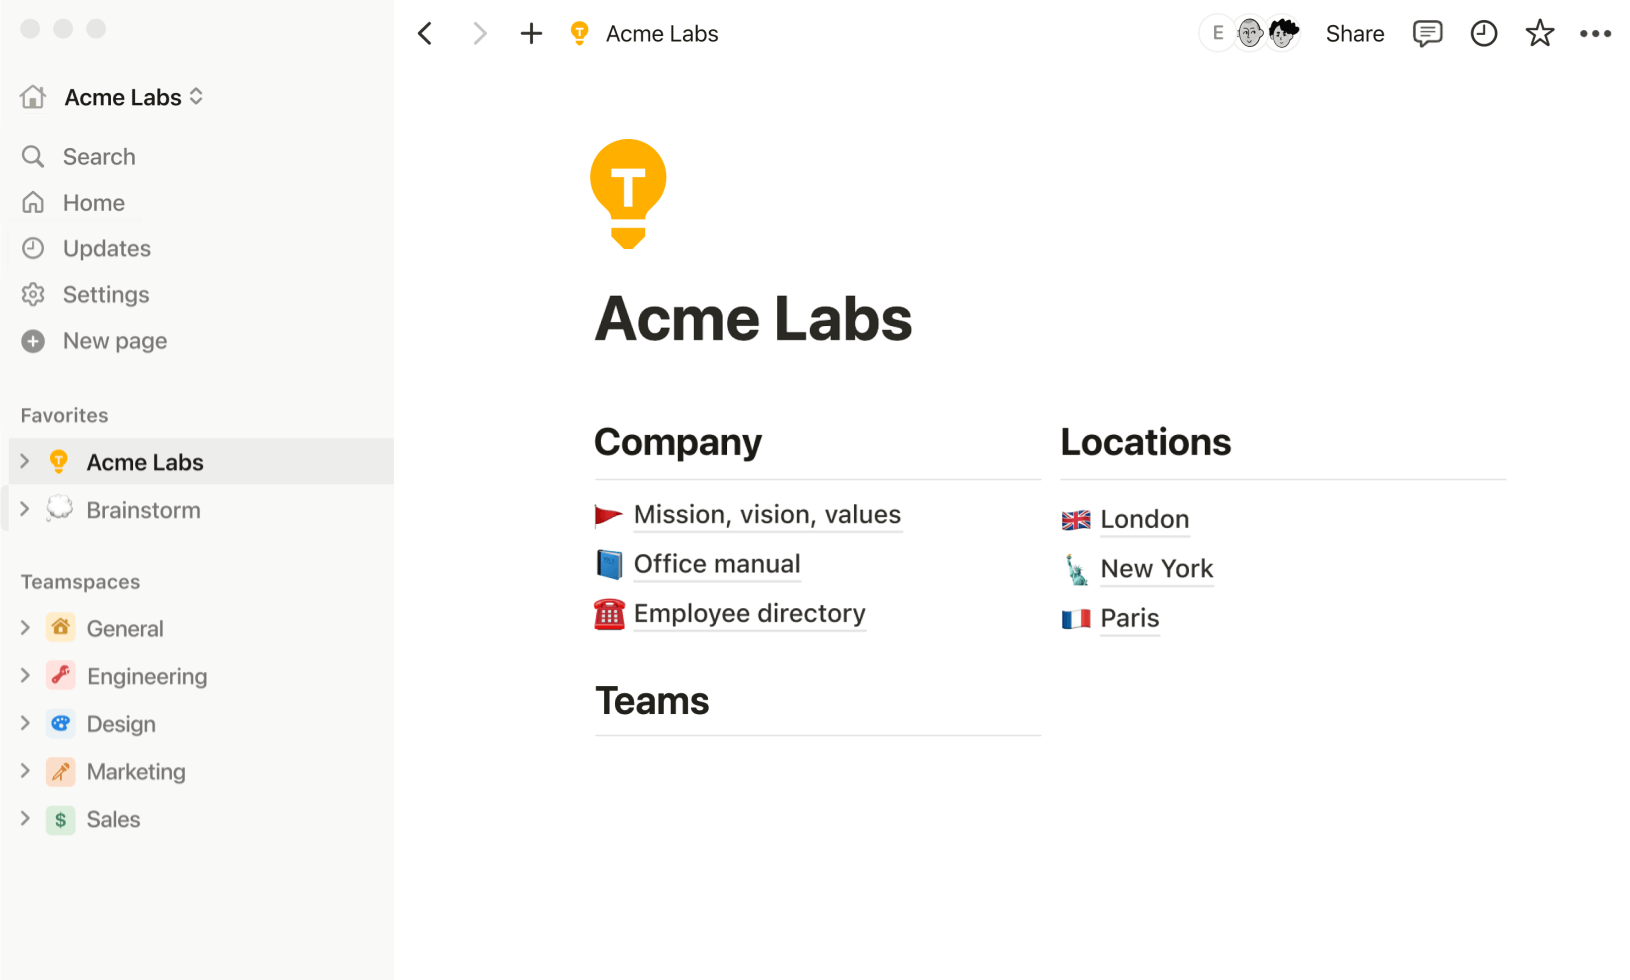 Acme Labs
Search
Home
Updates
Settings
New page
Favorites
T
Acme Labs
Brainstorm
Teamspaces
General
Engineering
Design
Marketing
$
Sales
T
Acme Labs
E
Share
T
Acme Labs
Company
Mission, vision, values
Office manual
Employee directory
Teams
Locations
London
New York
Paris